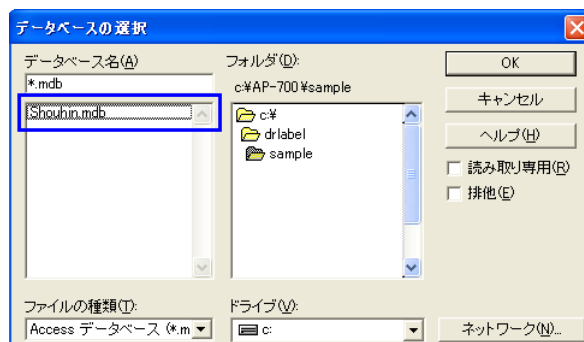 データベースの選択
データベース名(A)
*.mdb
Shouhin.mdb
フォルダ(D):
c:¥AP-700¥sample
c:¥
drlabel
sample
OK
キャンセル
ヘルプ(H)
読み取り専用(R)
排他(E)
ファイルの種類(T):
Access データベース (*.m
ドライブ(V):
c:
ネットワーク(N)...